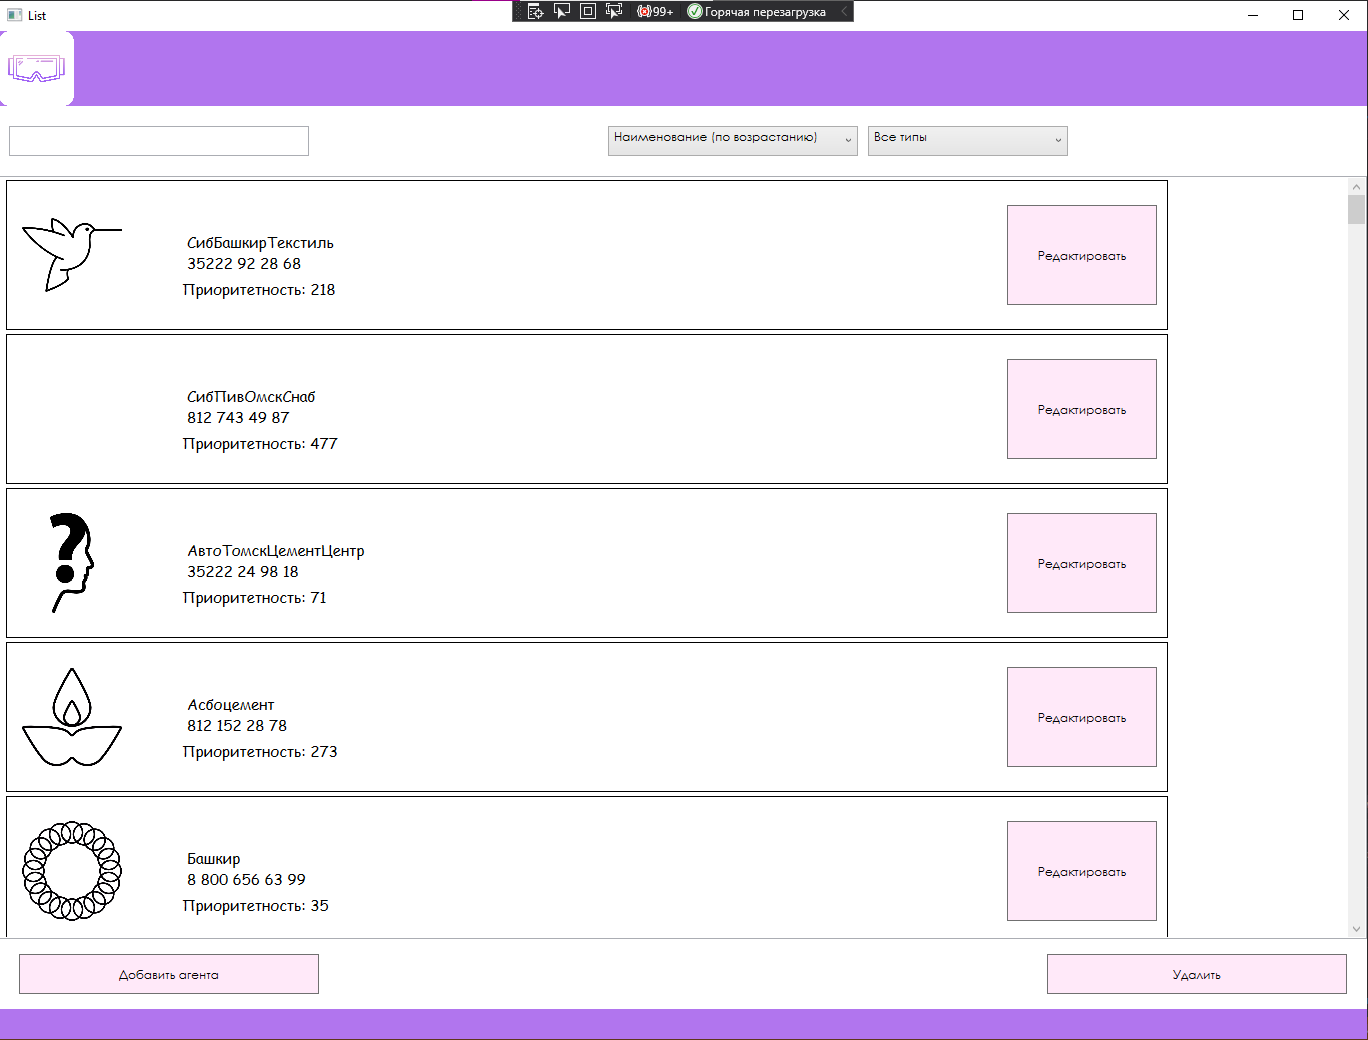 List
99+
Горячая перезагрузка
Наименование (по возрастанию)
Все типы
СибБашкирТекстиль
35222 92 28 68
Приоритетность: 218
Редактировать
СибПивОмскСнаб
812 743 49 87
Приоритетность: 477
Редактировать
АвтоТомскЦементЦентр
35222 24 98 18
Приоритетность: 71
Редактировать
Асбоцемент
812 152 28 78
Приоритетность: 273
Редактировать
Башкир
8 800 656 63 99
Приоритетность: 35
Редактировать
Добавить агента
Удалить